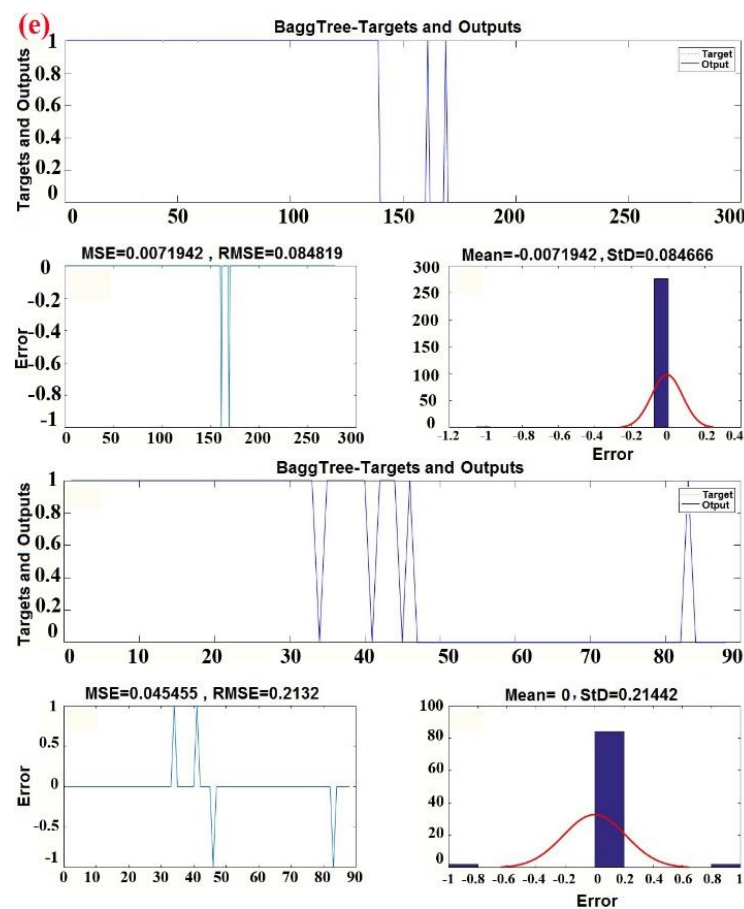 (e)
BaggTree-Targets and Outputs
Targets and Outputs
1
0.8
0.6
0.4
0.2
0
Target
Otput
50 100 150 200 250 300
MSE=0.0071942 , RMSE=0.084819
Error
0
-0.2
-0.4
-0.6
-0.8
-1
0 50 100 150 200 250 300
Mean=-0.0071942 , StD=0.084666
300
250
200
150
100
50
0
-1.2 -1 -0.8 -0.6 -0.4 -0.2 0 0.2 0.4
Error
BaggTree-Targets and Outputs
Targets and Outputs
1
0.8
0.6
0.4
0.2
0
Target
Otput
0 10 20 30 40 50 60 70 80 90
MSE=0.045455 , RMSE=0.2132
Error
1
0.5
0
-0.5
-1
0 10 20 30 40 50 60 70 80 90
Mean= 0 , StD=0.21442
100
80
60
40
20
0
-1 -0.8 -0.6 -0.4 -0.2 0 0.2 0.4 0.6 0.8 1
Error